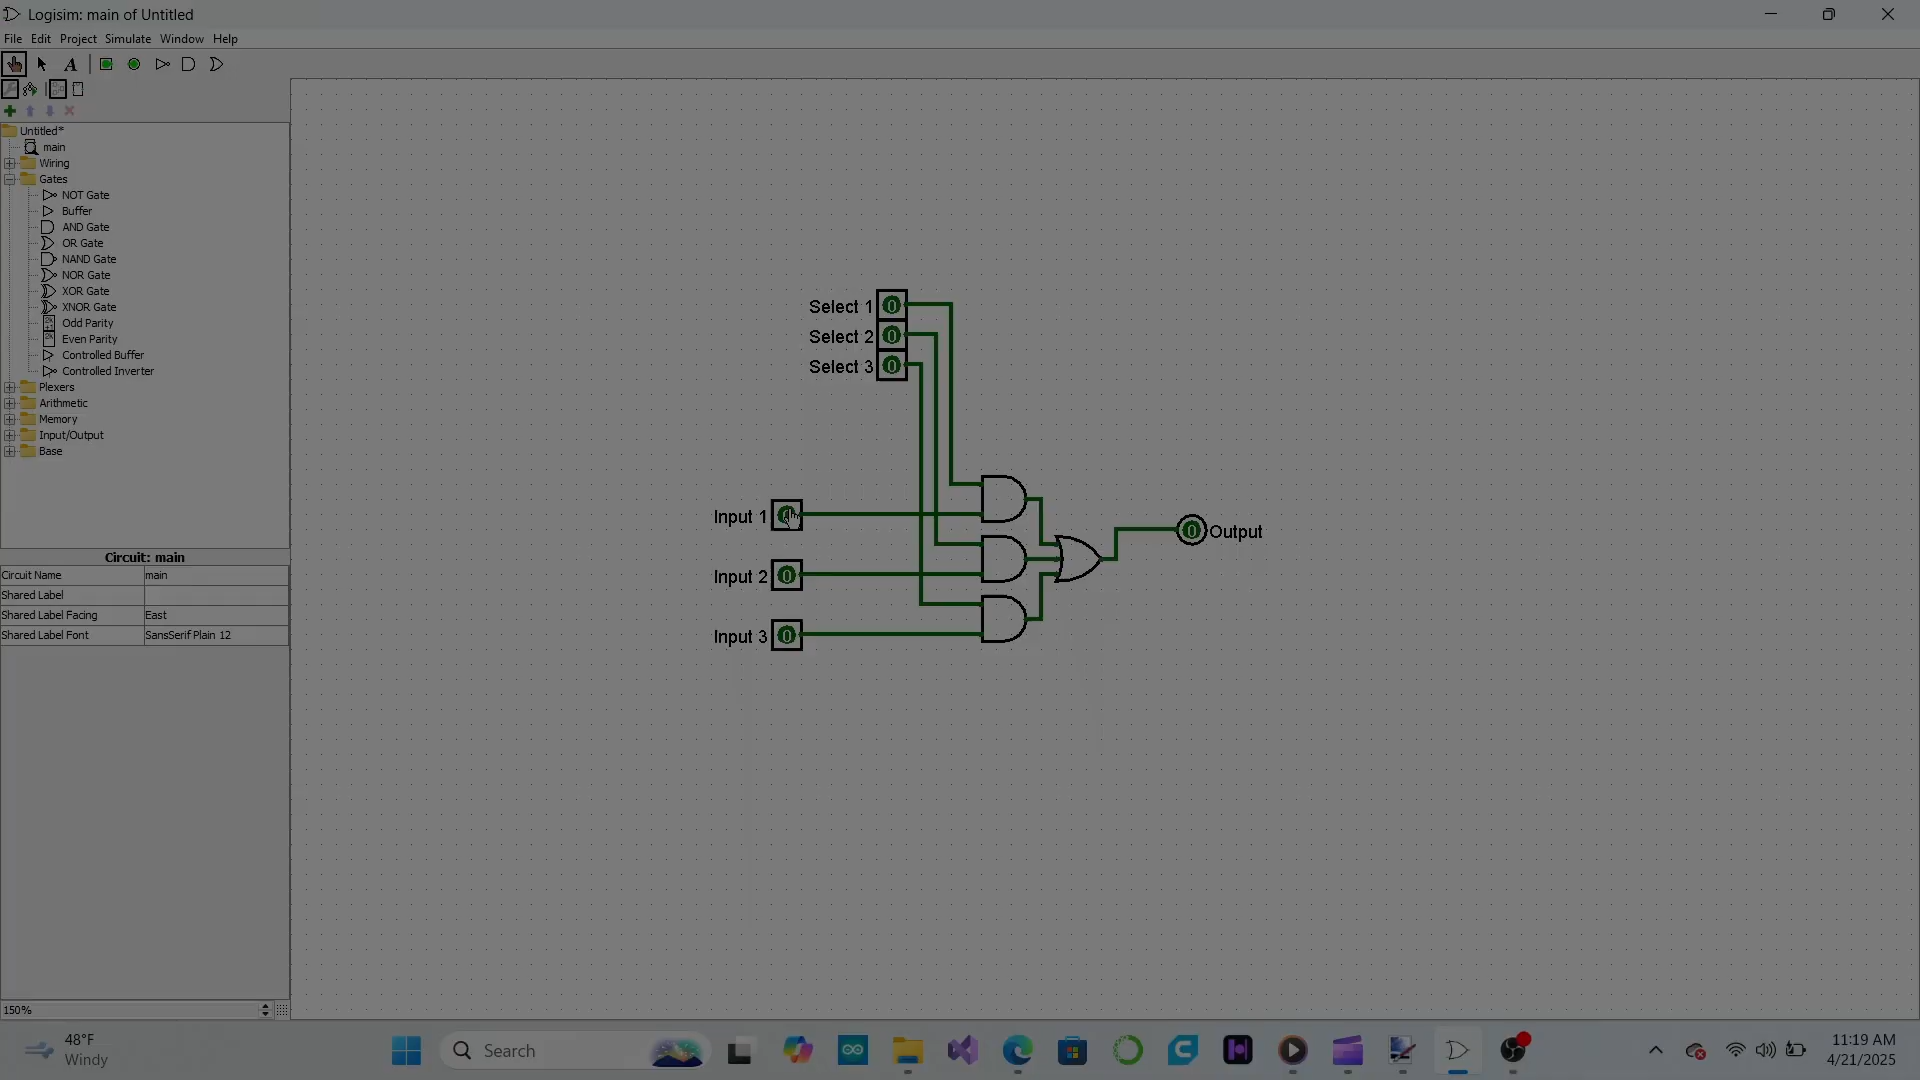 Logisim: main of Untitled
File Edit Project Simulate Window Help
A
Untitled*
main
Wiring
Gates
NOT Gate
Buffer
AND Gate
OR Gate
NAND Gate
NOR Gate
XOR Gate
XNOR Gate
Odd Parity
Even Parity
Controlled Buffer
Controlled Inverter
Plexers
Arithmetic
Memory
Input/Output
Base
Circuit: main
Circuit Name main
Shared Label
Shared Label Facing East
Shared Label Font SansSerif Plain 12
150%
Select 1 0
Select 2 0
Select 3 0
Input 1 0
Input 2 0
Input 3 0
0 Output
48°F
Windy
Search
11:19 AM
4/21/2025